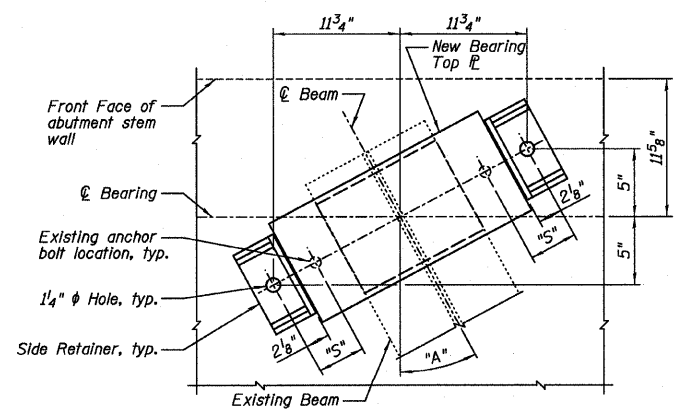 11¾"
11¾"
New Bearing
Top ℄
℄ Beam
Front Face of
abutment stem
wall
11⅝"
5"
℄ Bearing
2⅛"
"S"
Existing anchor
bolt location, typ.
5"
1¼" ϕ Hole, typ.
Side Retainer, typ.
2⅛"
"S"
"A"
Existing Beam